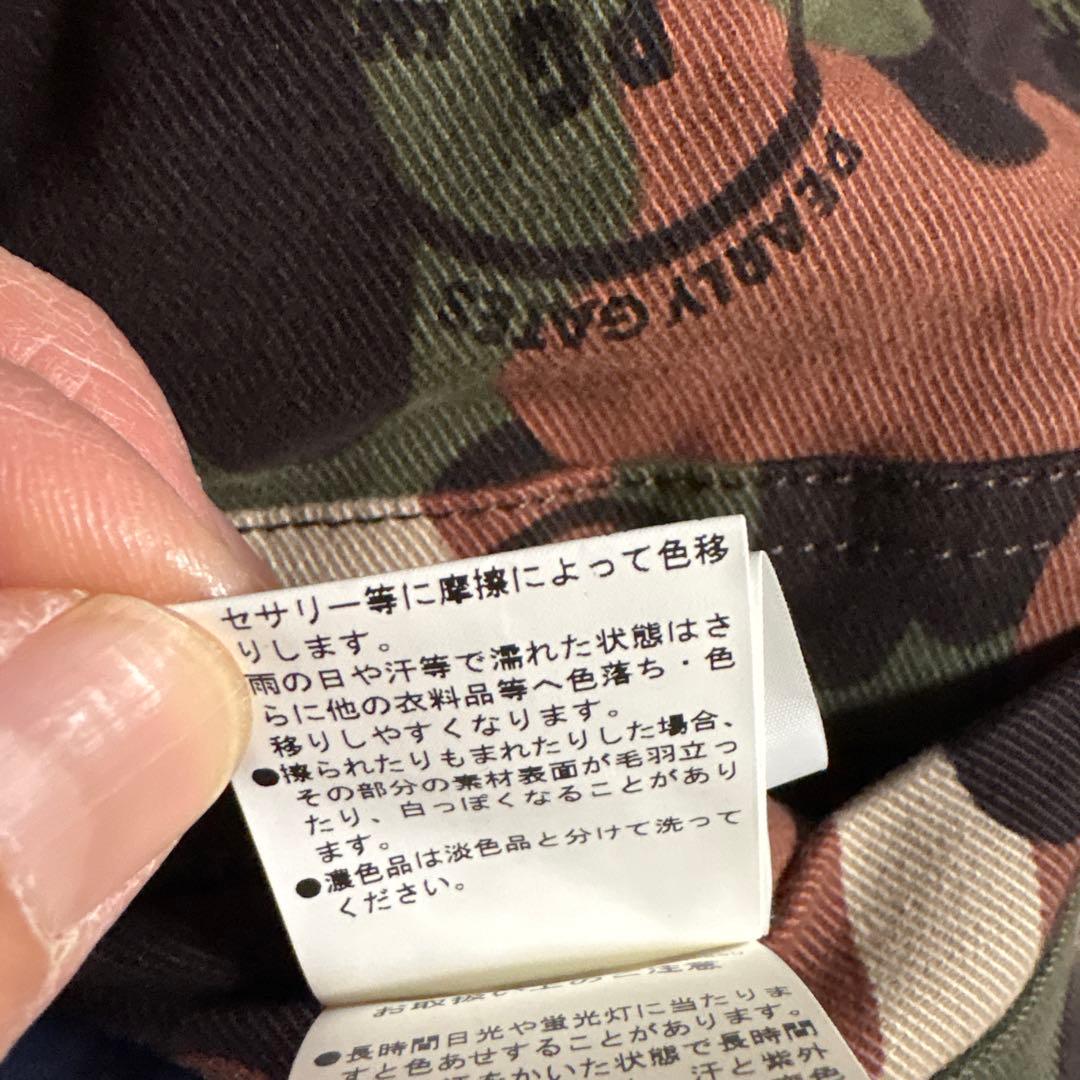 PEARLY GATES
セサリー等に摩擦によって色移
りします。
雨の日や汗等で濡れた状態はさ
らに他の衣料品等へ色落ち・色
移りしやすくなります。
●擦られたりもまれたりした場合、
その部分の素材表面が毛羽立っ
たり、白っぽくなることがあり
ます。
●濃色品は淡色品と分けて洗って
ください。
お取扱い上のご注意
●長時間日光や蛍光灯に当たりま
すと色あせすることがあります。
をかいた状態で長時間
汗と紫外